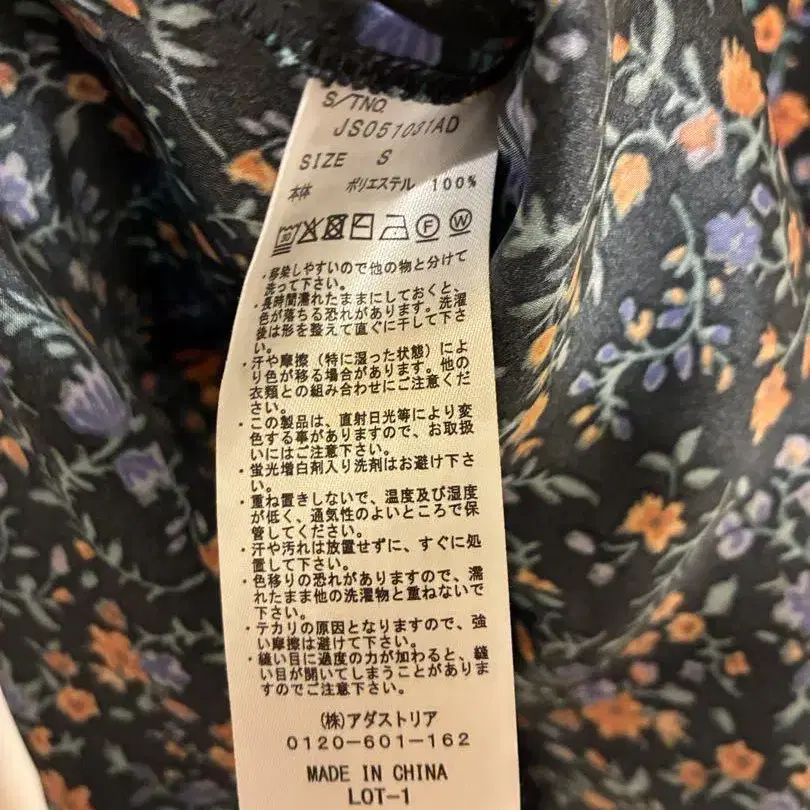 S/TNQ
JS051031AD
SIZE S
本体 ポリエステル 100%
30 F W
・移染しやすいので他の物と分けて
洗って下さい。
・長時間濡れたままにしておくと、
色が落ちる恐れがあります。洗濯
後は形を整えて直ぐに干して下さ
い。
・汗や摩擦（特に湿った状態）によ
り色が移る場合があります。他の
衣類との組み合わせにご注意くだ
さい。
・この製品は、直射日光等により変
色する事がありますので、お取扱
いにはご注意下さい。
・蛍光増白剤入り洗剤はお避け下さ
い。
・重ね置きしないで、温度及び湿度
が低く、通気性のよいところで保
管してください。
・汗や汚れは放置せずに、すぐに処
置して下さい。
・色移りの恐れがありますので、濡
れたまま他の洗濯物と重ねないで
下さい。
・テカリの原因となりますので、強
い摩擦は避けて下さい。
・縫い目に過度の力が加わると、縫
い目が開いてしまうことがありま
すのでご注意下さい。
(株)アダストリア
0120-601-162
MADE IN CHINA
LOT-1